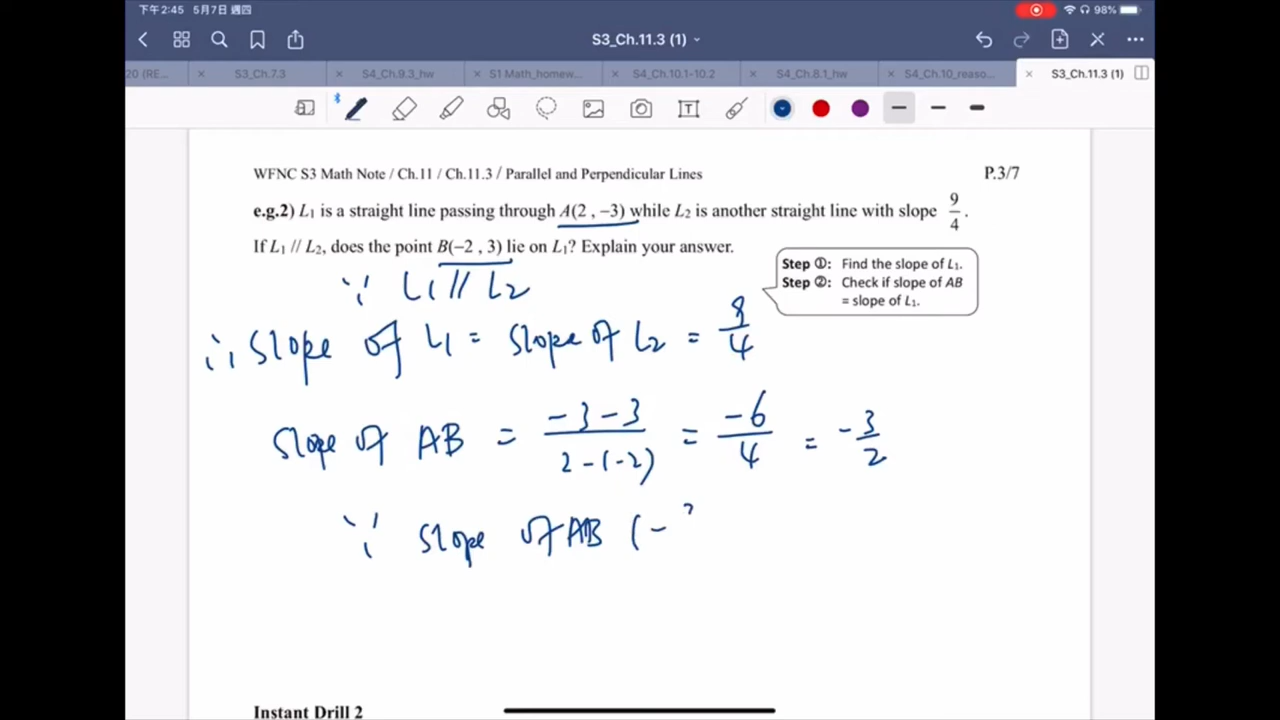 下午2:45 5月7日 週四
98%
S3_Ch.11.3 (1)
20 (RE... S3_Ch.7.3 S4_Ch.9.3_hw S1 Math_homew... S4_Ch.10.1-10.2 S4_Ch.8.1_hw S4_Ch.10_reaso... S3_Ch.11.3 (1)
WFNC S3 Math Note / Ch.11 / Ch.11.3 / Parallel and Perpendicular Lines P.3/7
e.g.2) L₁ is a straight line passing through A(2 , −3) while L₂ is another straight line with slope 9/4.
If L₁ // L₂, does the point B(−2 , 3) lie on L₁? Explain your answer.
Step ①: Find the slope of L₁.
Step ②: Check if slope of AB
= slope of L₁.
∵ L₁ // L₂
∴ slope of L₁ = slope of L₂ = 9/4
slope of AB = (-3-3)/(2-(-2)) = -6/4 = -3/2
∵ slope of AB (-
Instant Drill 2